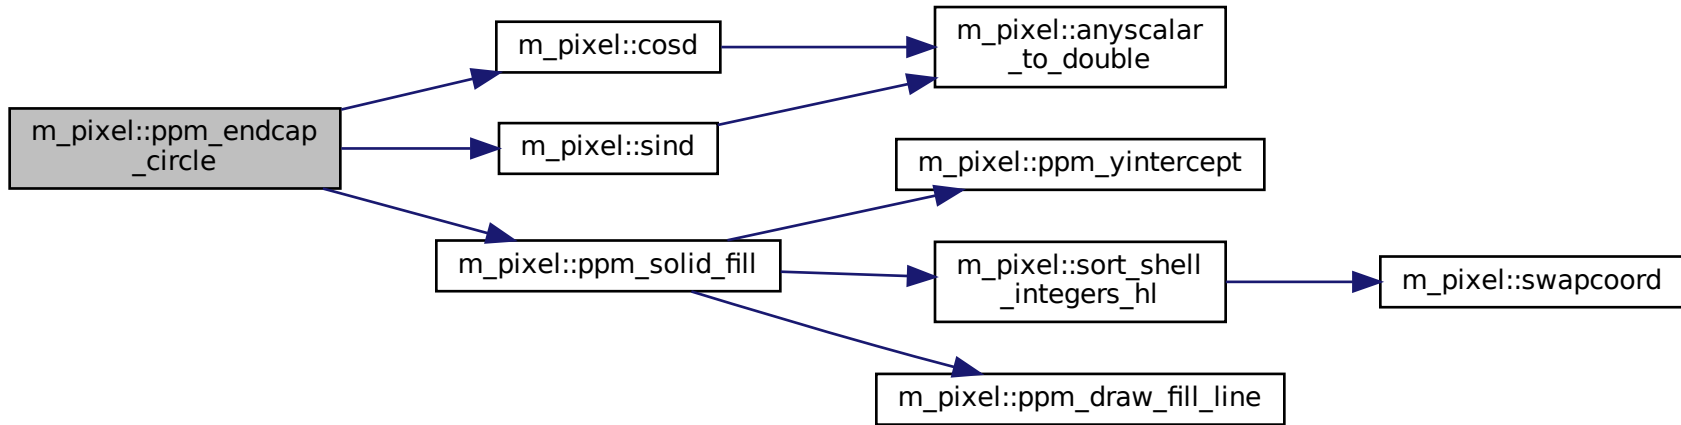 m_pixel::ppm_endcap
_circle
m_pixel::cosd
m_pixel::sind
m_pixel::ppm_solid_fill
m_pixel::anyscalar
_to_double
m_pixel::ppm_yintercept
m_pixel::sort_shell
_integers_hl
m_pixel::ppm_draw_fill_line
m_pixel::swapcoord